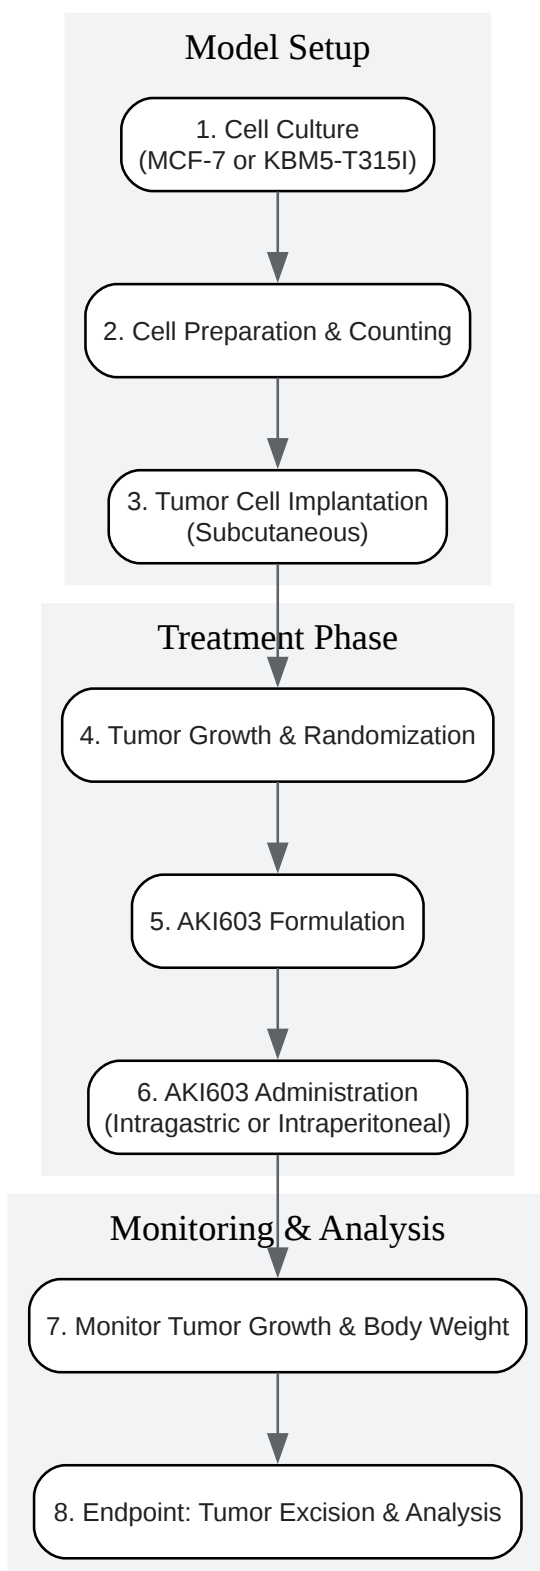 Model Setup
1. Cell Culture
(MCF-7 or KBM5-T315I)
2. Cell Preparation & Counting
3. Tumor Cell Implantation
(Subcutaneous)
Treatment Phase
4. Tumor Growth & Randomization
5. AKI603 Formulation
6. AKI603 Administration
(Intragastric or Intraperitoneal)
Monitoring & Analysis
7. Monitor Tumor Growth & Body Weight
8. Endpoint: Tumor Excision & Analysis